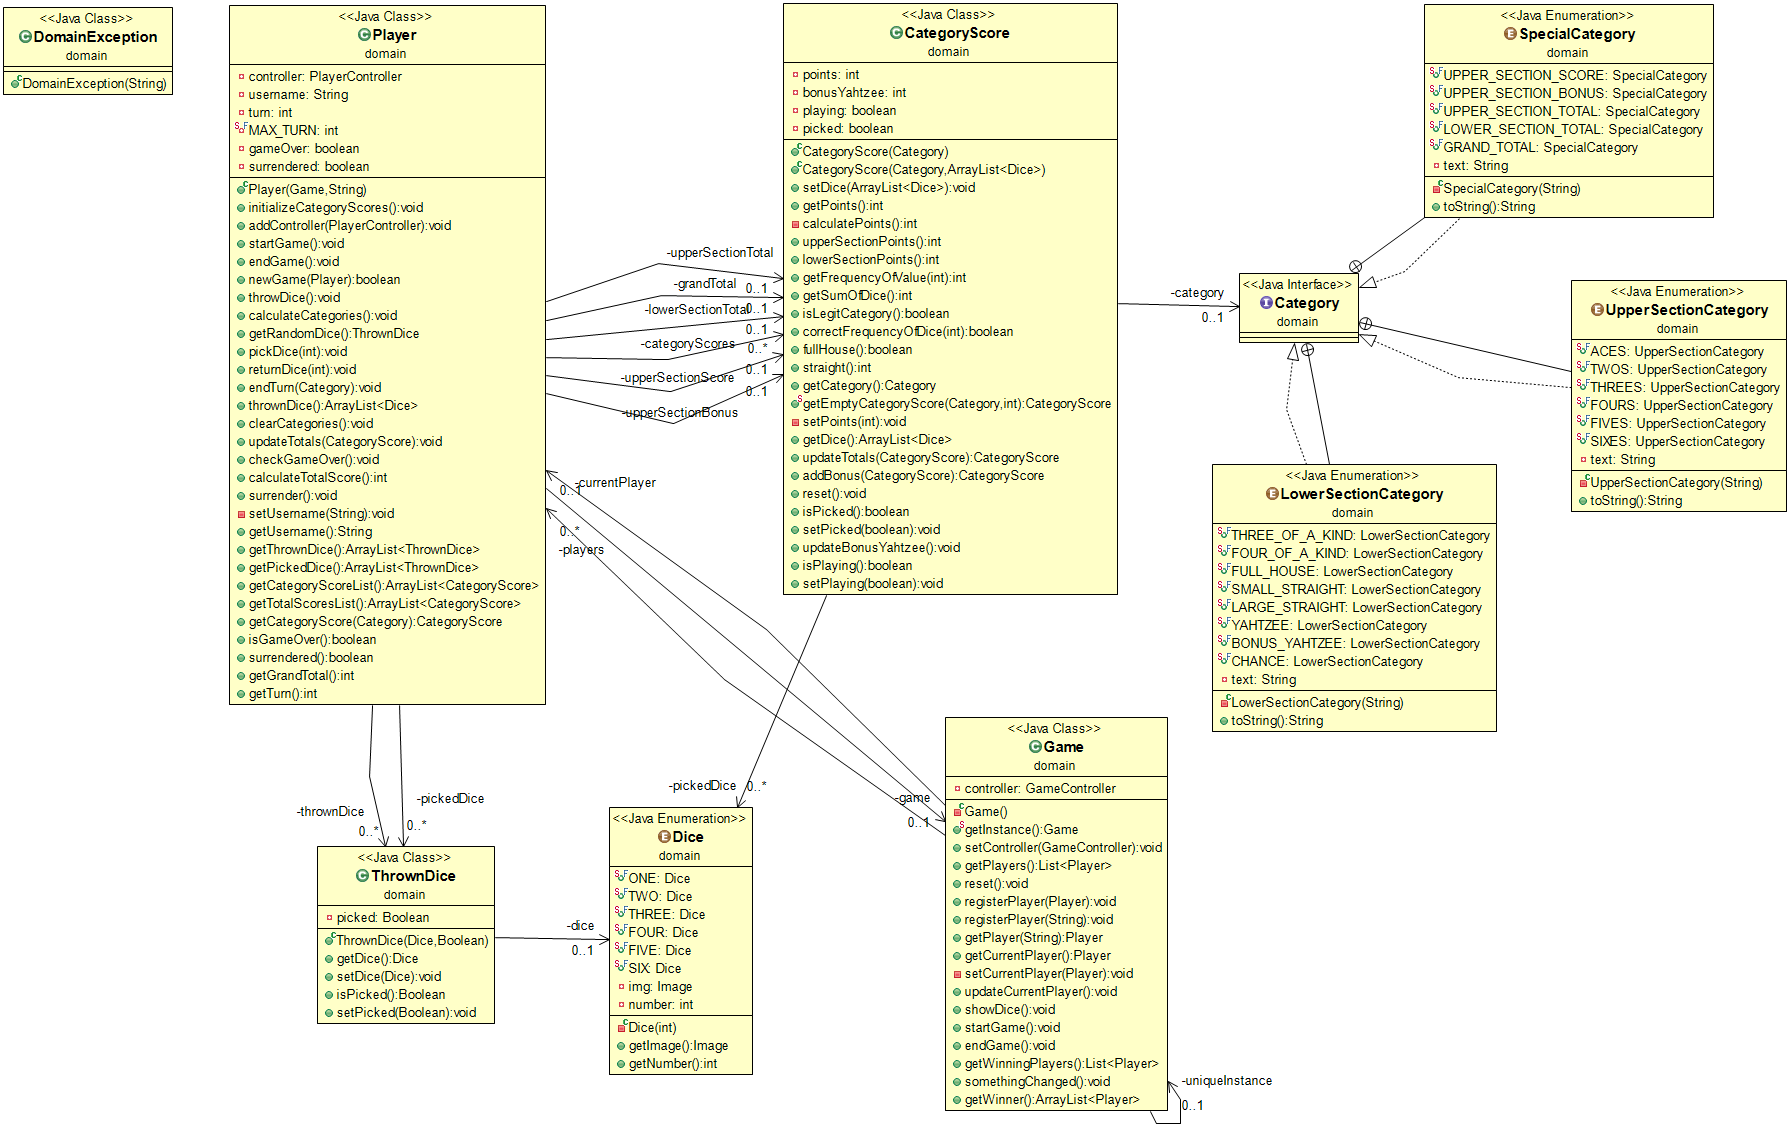 <<Java Class>>
DomainException
domain
DomainException(String)
<<Java Class>>
Player
domain
controller: PlayerController
username: String
turn: int
MAX_TURN: int
gameOver: boolean
surrendered: boolean
Player(Game,String)
initializeCategoryScores():void
addController(PlayerController):void
startGame():void
endGame():void
newGame(Player):boolean
throwDice():void
calculateCategories():void
getRandomDice():ThrownDice
pickDice(int):void
returnDice(int):void
endTurn(Category):void
thrownDice():ArrayList<Dice>
clearCategories():void
updateTotals(CategoryScore):void
checkGameOver():void
calculateTotalScore():int
surrender():void
setUsername(String):void
getUsername():String
getThrownDice():ArrayList<ThrownDice>
getPickedDice():ArrayList<ThrownDice>
getCategoryScoreList():ArrayList<CategoryScore>
getTotalScoresList():ArrayList<CategoryScore>
getCategoryScore(Category):CategoryScore
isGameOver():boolean
surrendered():boolean
getGrandTotal():int
getTurn():int
-upperSectionTotal
0..1
-grandTotal
0..1
-lowerSectionTotal
0..1
-categoryScores
0..*
-upperSectionScore
0..1
-upperSectionBonus
0..1
<<Java Class>>
CategoryScore
domain
points: int
bonusYahtzee: int
playing: boolean
picked: boolean
CategoryScore(Category)
CategoryScore(Category,ArrayList<Dice>)
setDice(ArrayList<Dice>):void
getPoints():int
calculatePoints():int
upperSectionPoints():int
lowerSectionPoints():int
getFrequencyOfValue(int):int
getSumOfDice():int
isLegitCategory():boolean
correctFrequencyOfDice(int):boolean
fullHouse():boolean
straight():int
getCategory():Category
getEmptyCategoryScore(Category,int):CategoryScore
setPoints(int):void
getDice():ArrayList<Dice>
updateTotals(CategoryScore):CategoryScore
addBonus(CategoryScore):CategoryScore
reset():void
isPicked():boolean
setPicked(boolean):void
updateBonusYahtzee():void
isPlaying():boolean
setPlaying(boolean):void
-category
0..1
<<Java Interface>>
Category
domain
<<Java Enumeration>>
SpecialCategory
domain
UPPER_SECTION_SCORE: SpecialCategory
UPPER_SECTION_BONUS: SpecialCategory
UPPER_SECTION_TOTAL: SpecialCategory
LOWER_SECTION_TOTAL: SpecialCategory
GRAND_TOTAL: SpecialCategory
text: String
SpecialCategory(String)
toString():String
<<Java Enumeration>>
UpperSectionCategory
domain
ACES: UpperSectionCategory
TWOS: UpperSectionCategory
THREES: UpperSectionCategory
FOURS: UpperSectionCategory
FIVES: UpperSectionCategory
SIXES: UpperSectionCategory
text: String
UpperSectionCategory(String)
toString():String
<<Java Enumeration>>
LowerSectionCategory
domain
THREE_OF_A_KIND: LowerSectionCategory
FOUR_OF_A_KIND: LowerSectionCategory
FULL_HOUSE: LowerSectionCategory
SMALL_STRAIGHT: LowerSectionCategory
LARGE_STRAIGHT: LowerSectionCategory
YAHTZEE: LowerSectionCategory
BONUS_YAHTZEE: LowerSectionCategory
CHANCE: LowerSectionCategory
text: String
LowerSectionCategory(String)
toString():String
-currentPlayer
0..1
0..*
-players
-game
0..1
-thrownDice
0..*
-pickedDice
0..*
<<Java Class>>
ThrownDice
domain
picked: Boolean
ThrownDice(Dice,Boolean)
getDice():Dice
setDice(Dice):void
isPicked():Boolean
setPicked(Boolean):void
-dice
0..1
-pickedDice
0..*
<<Java Enumeration>>
Dice
domain
ONE: Dice
TWO: Dice
THREE: Dice
FOUR: Dice
FIVE: Dice
SIX: Dice
img: Image
number: int
Dice(int)
getImage():Image
getNumber():int
<<Java Class>>
Game
domain
controller: GameController
Game()
getInstance():Game
setController(GameController):void
getPlayers():List<Player>
reset():void
registerPlayer(Player):void
registerPlayer(String):void
getPlayer(String):Player
getCurrentPlayer():Player
setCurrentPlayer(Player):void
updateCurrentPlayer():void
showDice():void
startGame():void
endGame():void
getWinningPlayers():List<Player>
somethingChanged():void
getWinner():ArrayList<Player>
-uniqueInstance
0..1